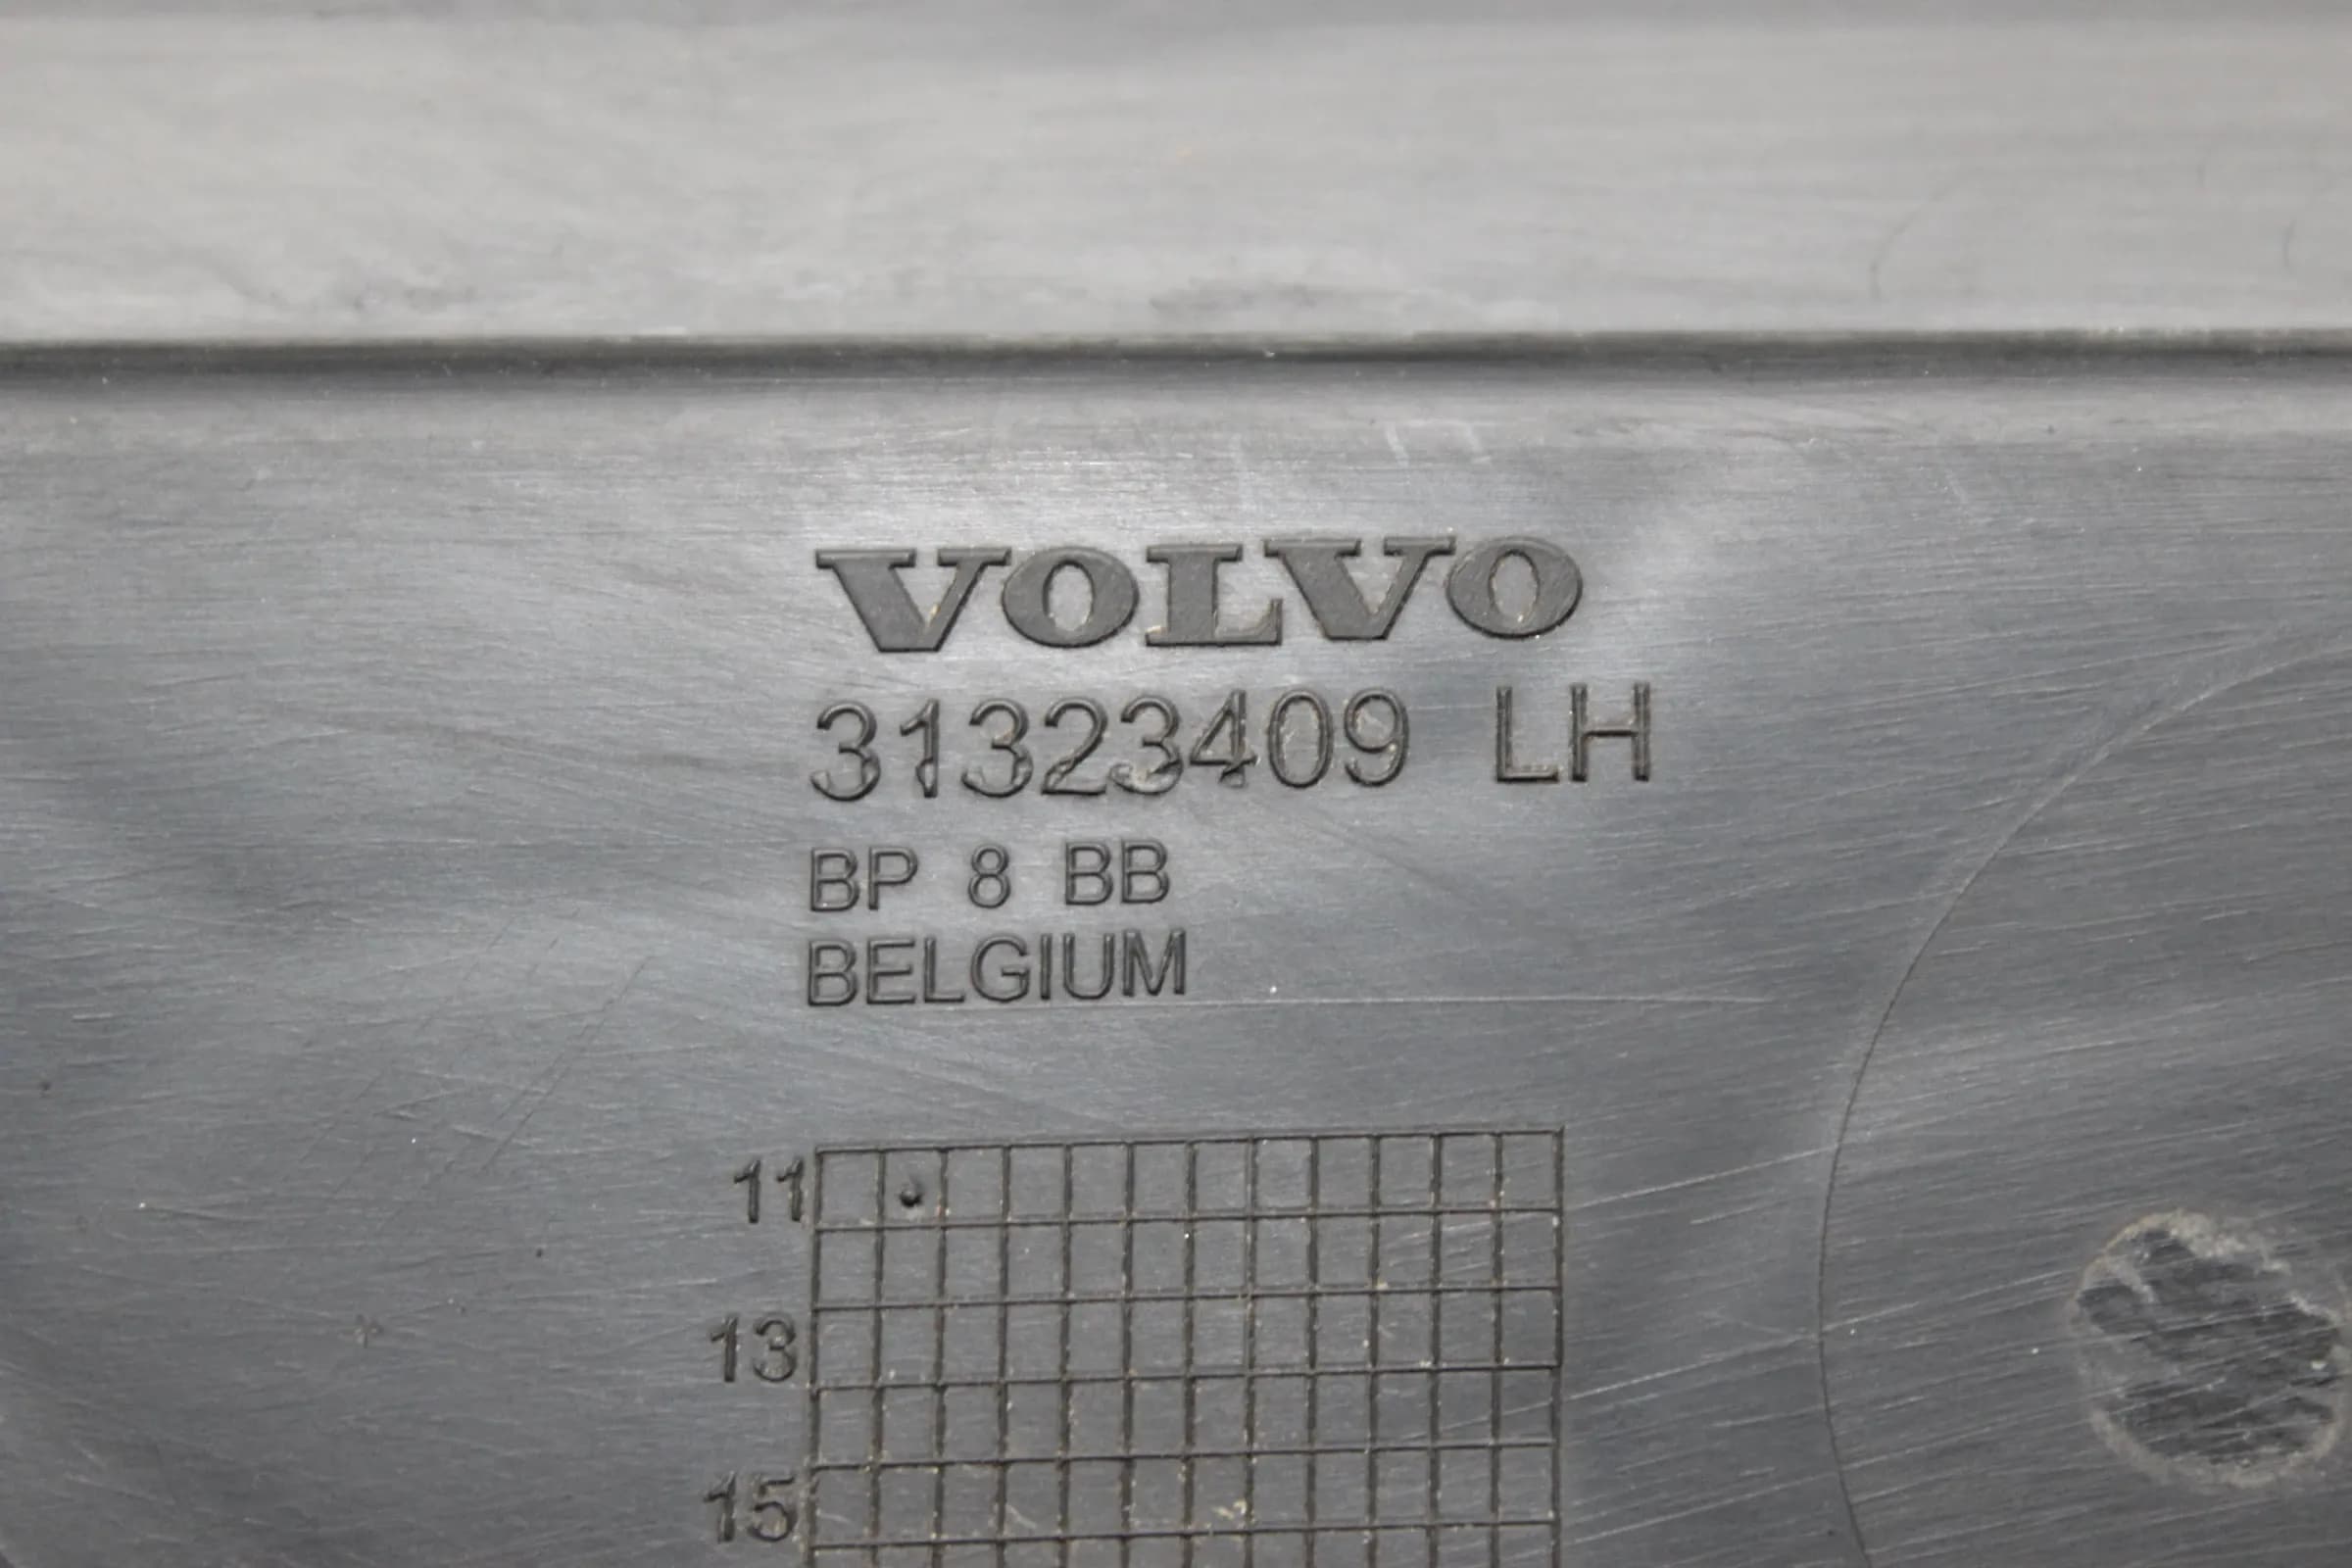 VOLVO
31323409 LH
BP 8 BB
BELGIUM
11
13
15